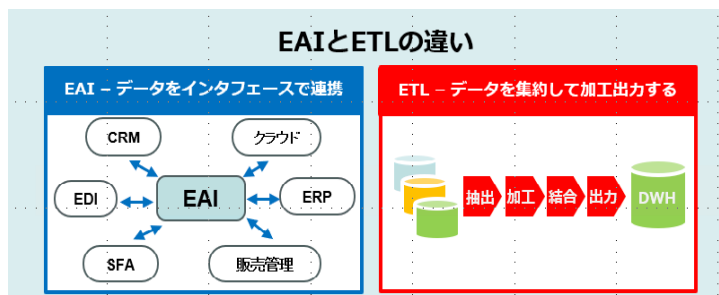 EAIとETLの違い
EAI – データをインタフェースで連携
CRM
クラウド
EDI
EAI
ERP
SFA
販売管理
ETL – データを集約して加工出力する
抽出
加工
結合
出力
DWH